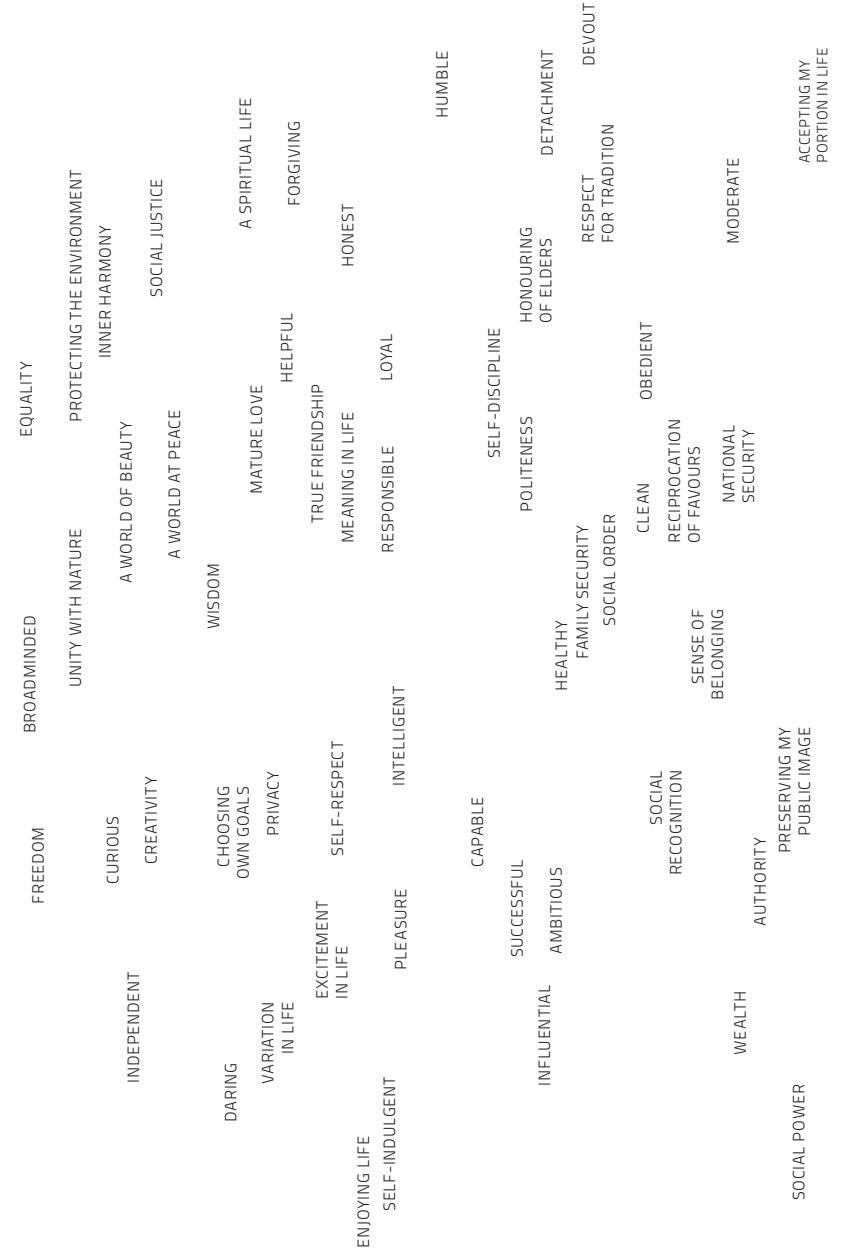 FREEDOM
BROADMINDED
EQUALITY
UNITY WITH NATURE
PROTECTING THE ENVIRONMENT
CURIOUS
INNER HARMONY
INDEPENDENT
A WORLD OF BEAUTY
CREATIVITY
SOCIAL JUSTICE
A WORLD AT PEACE
WISDOM
DARING
CHOOSING
OWN GOALS
A SPIRITUAL LIFE
MATURE LOVE
VARIATION
IN LIFE
PRIVACY
HELPFUL
FORGIVING
EXCITEMENT
IN LIFE
TRUE FRIENDSHIP
SELF-RESPECT
MEANING IN LIFE
HONEST
ENJOYING LIFE
SELF-INDULGENT
PLEASURE
INTELLIGENT
RESPONSIBLE
LOYAL
HUMBLE
CAPABLE
SELF-DISCIPLINE
SUCCESSFUL
POLITENESS
HONOURING
OF ELDERS
INFLUENTIAL
AMBITIOUS
DETACHMENT
HEALTHY
FAMILY SECURITY
RESPECT
FOR TRADITION
DEVOUT
SOCIAL ORDER
CLEAN
OBEDIENT
SOCIAL
RECOGNITION
RECIPROCATION
OF FAVOURS
SENSE OF
BELONGING
NATIONAL
SECURITY
MODERATE
WEALTH
AUTHORITY
PRESERVING MY
PUBLIC IMAGE
SOCIAL POWER
ACCEPTING MY
PORTION IN LIFE